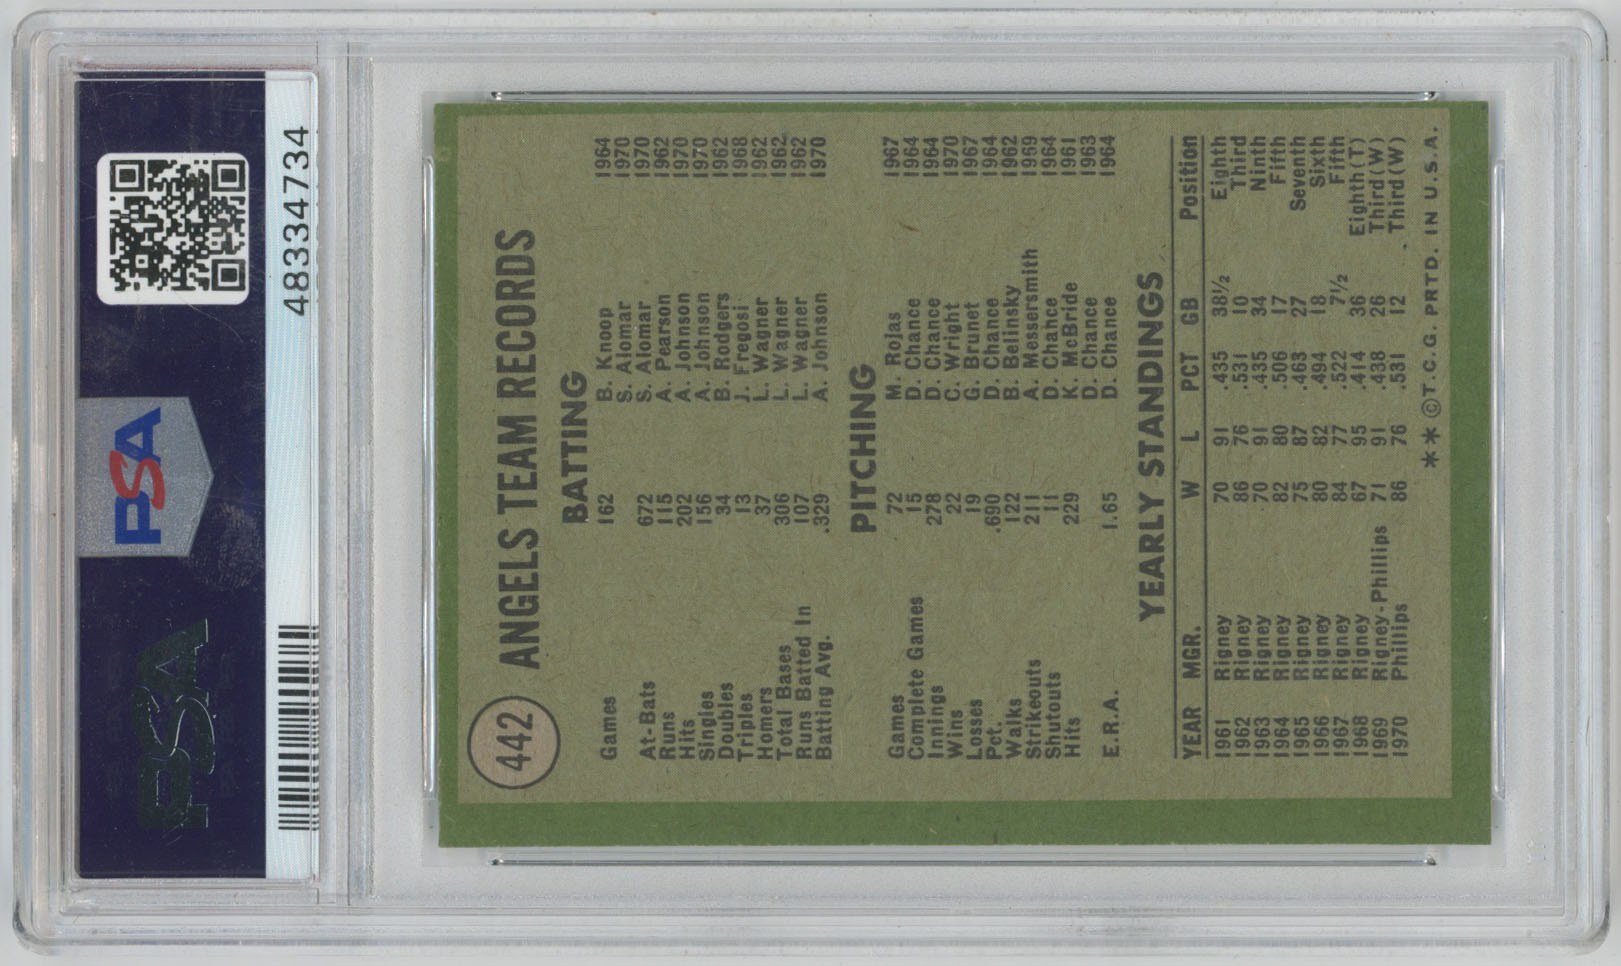 PSA
PSA
48334734
442 ANGELS TEAM RECORDS
BATTING
Games 162 B. Knoop 1964
S. Alomar 1970
At-Bats 672 S. Alomar 1970
Runs 115 A. Pearson 1962
Hits 202 A. Johnson 1970
Singles 156 A. Johnson 1970
Doubles 34 B. Rodgers 1962
Triples 13 J. Fregosi 1968
Homers 37 L. Wagner 1962
Total Bases 306 L. Wagner 1962
Runs Batted In 107 L. Wagner 1962
Batting Avg. .329 A. Johnson 1970
PITCHING
Games 72 M. Rojas 1967
Complete Games 15 D. Chance 1964
Innings 278 D. Chance 1964
Wins 22 C. Wright 1970
Losses 19 G. Brunet 1967
Pct. .690 D. Chance 1964
Walks 122 B. Belinsky 1962
Strikeouts 211 A. Messersmith 1969
Shutouts 11 D. Chance 1964
Hits 229 K. McBride 1961
D. Chance 1963
E.R.A. 1.65 D. Chance 1964
YEARLY STANDINGS
YEAR MGR. W L PCT GB Position
1961 Rigney 70 91 .435 38½ Eighth
1962 Rigney 86 76 .531 10 Third
1963 Rigney 70 91 .435 34 Ninth
1964 Rigney 82 80 .506 17 Fifth
1965 Rigney 75 87 .463 27 Seventh
1966 Rigney 80 82 .494 18 Sixth
1967 Rigney 84 77 .522 7½ Fifth
1968 Rigney 67 95 .414 36 Eighth (T)
1969 Rigney-Phillips 71 91 .438 26 Third (W)
1970 Phillips 86 76 .531 12 Third (W)
**©T.C.G. PRTD. IN U.S.A.